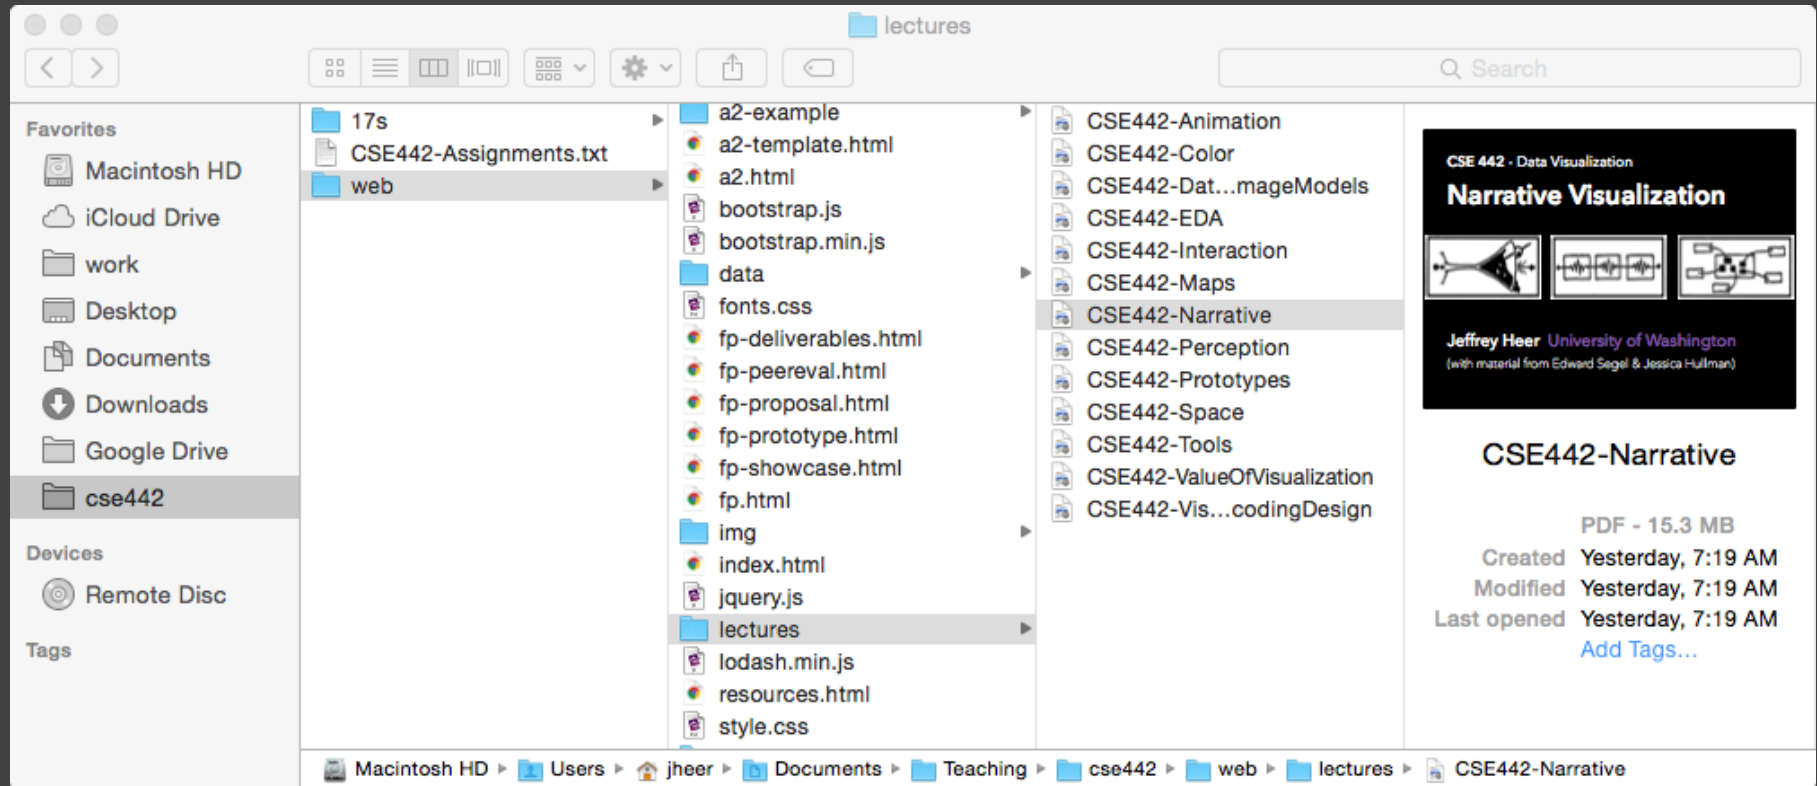 lectures
Search
Favorites
Macintosh HD
iCloud Drive
work
Desktop
Documents
Downloads
Google Drive
cse442
Devices
Remote Disc
Tags
17s
CSE442-Assignments.txt
web
a2-example
a2-template.html
a2.html
bootstrap.js
bootstrap.min.js
data
fonts.css
fp-deliverables.html
fp-peereval.html
fp-proposal.html
fp-prototype.html
fp-showcase.html
fp.html
img
index.html
jquery.js
lectures
lodash.min.js
resources.html
style.css
CSE442-Animation
CSE442-Color
CSE442-Dat...mageModels
CSE442-EDA
CSE442-Interaction
CSE442-Maps
CSE442-Narrative
CSE442-Perception
CSE442-Prototypes
CSE442-Space
CSE442-Tools
CSE442-ValueOfVisualization
CSE442-Vis...codingDesign
CSE 442 - Data Visualization
Narrative Visualization
Jeffrey Heer University of Washington
(with material from Edward Segel & Jessica Hullman)
CSE442-Narrative
PDF - 15.3 MB
Created Yesterday, 7:19 AM
Modified Yesterday, 7:19 AM
Last opened Yesterday, 7:19 AM
Add Tags...
Macintosh HD Users jheer Documents Teaching cse442 web lectures CSE442-Narrative